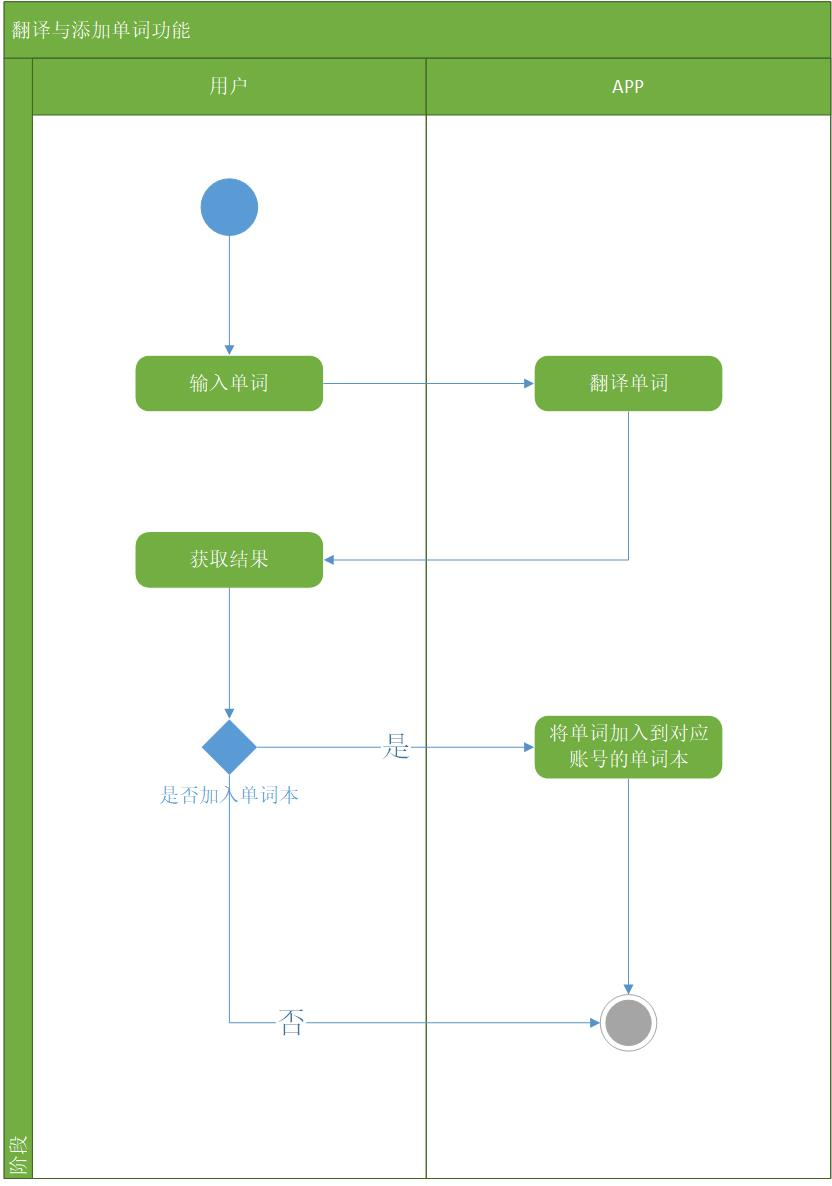 翻译与添加单词功能
用户
APP
输入单词
翻译单词
获取结果
是
将单词加入到对应
账号的单词本
是否加入单词本
否
阶段